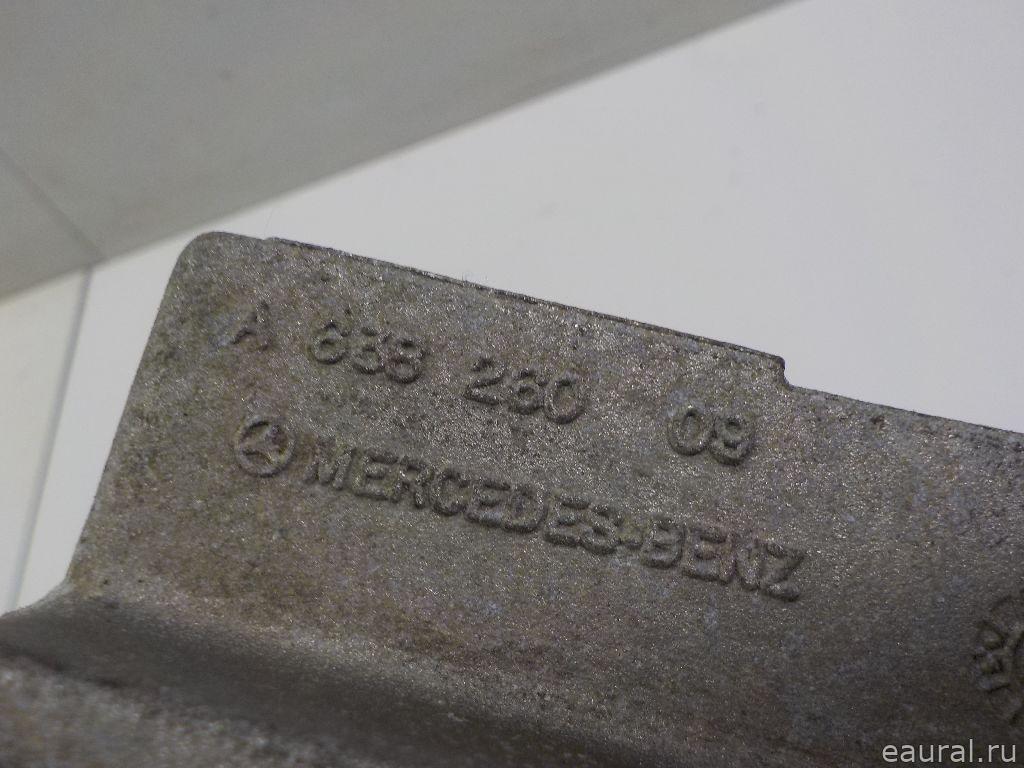 A 638 260 09
MERCEDES-BENZ
eaural.ru